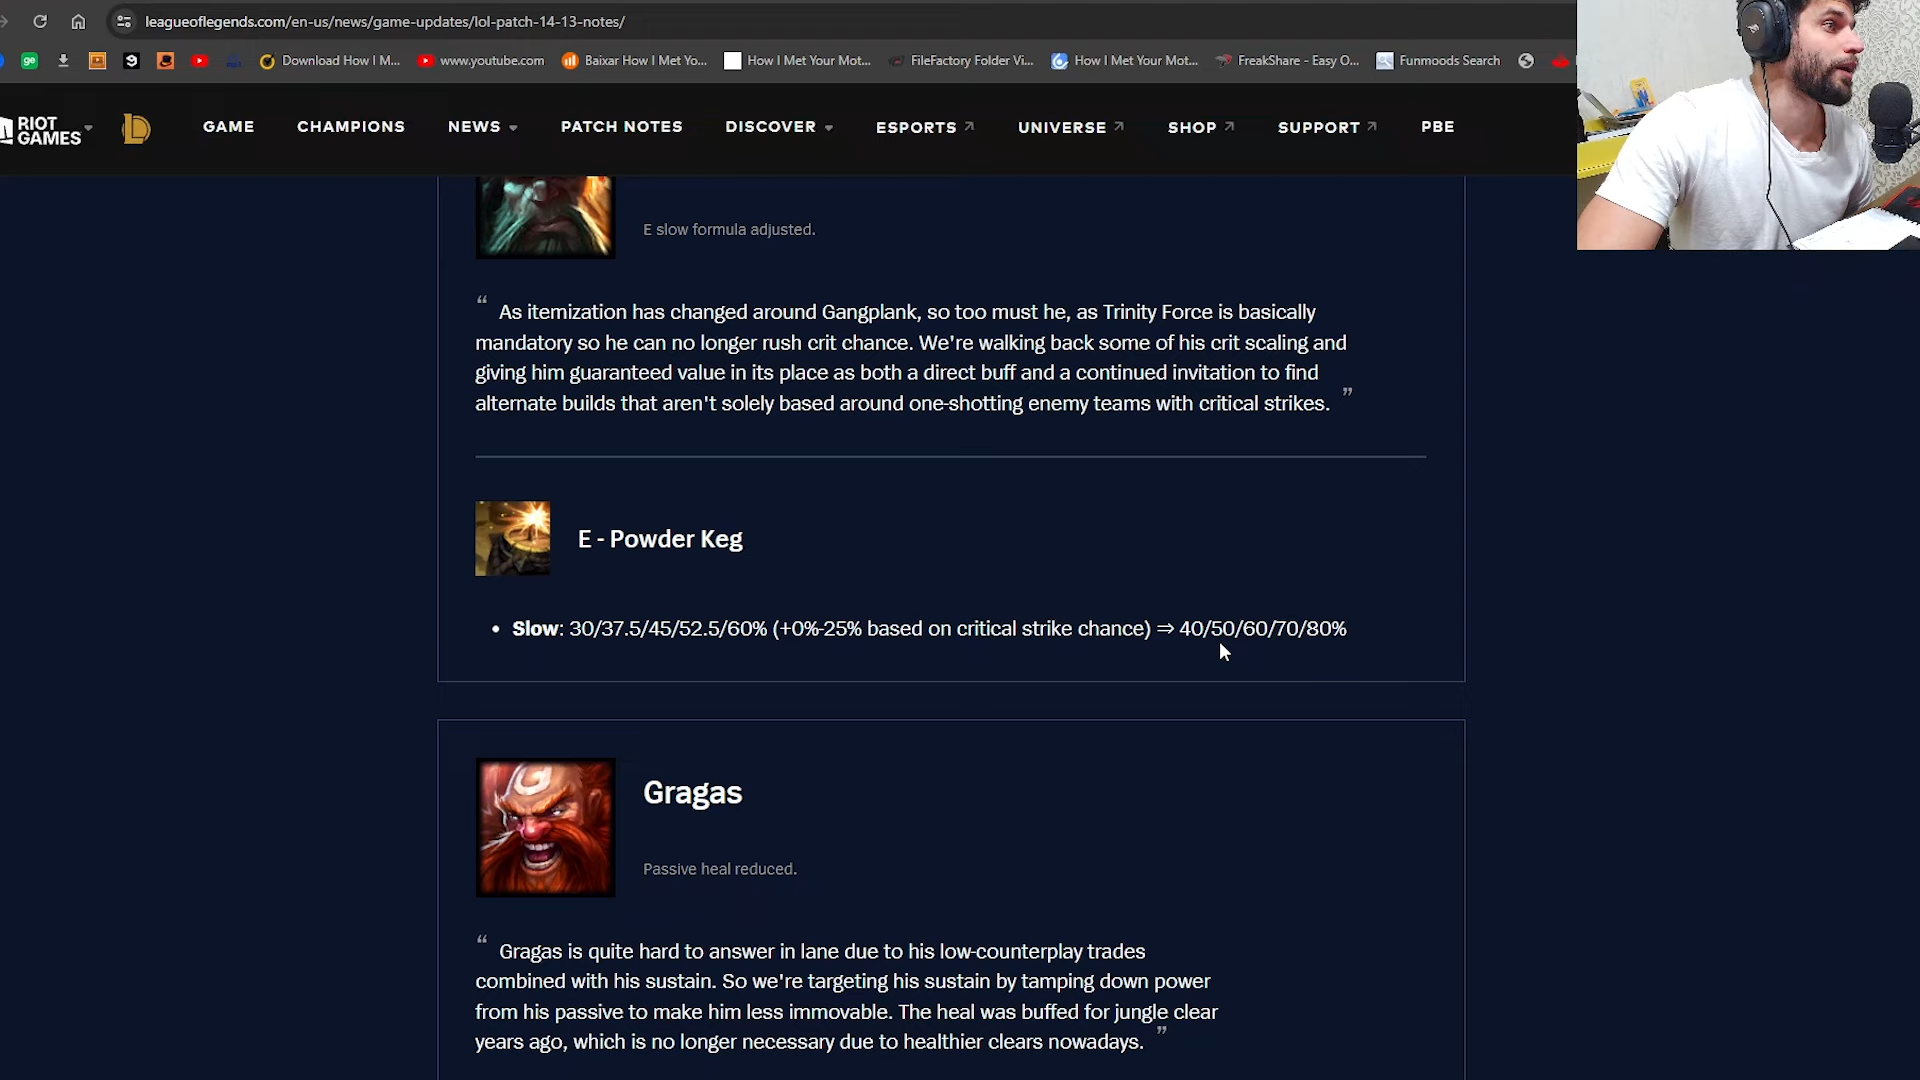 leagueoflegends.com/en-us/news/game-updates/lol-patch-14-13-notes/
ge
9
Download How I M...
www.youtube.com
Baixar How I Met Yo...
How I Met Your Mot...
FileFactory Folder Vi...
How I Met Your Mot...
FreakShare - Easy O...
Funmoods Search
RIOT
GAMES
GAME
CHAMPIONS
NEWS
PATCH NOTES
DISCOVER
ESPORTS
UNIVERSE
SHOP
SUPPORT
PBE
E slow formula adjusted.
“ As itemization has changed around Gangplank, so too must he, as Trinity Force is basically
mandatory so he can no longer rush crit chance. We're walking back some of his crit scaling and
giving him guaranteed value in its place as both a direct buff and a continued invitation to find
alternate builds that aren't solely based around one-shotting enemy teams with critical strikes. ”
E - Powder Keg
• Slow: 30/37.5/45/52.5/60% (+0%-25% based on critical strike chance) ⇒ 40/50/60/70/80%
Gragas
Passive heal reduced.
“ Gragas is quite hard to answer in lane due to his low-counterplay trades
combined with his sustain. So we're targeting his sustain by tamping down power
from his passive to make him less immovable. The heal was buffed for jungle clear
years ago, which is no longer necessary due to healthier clears nowadays. ”